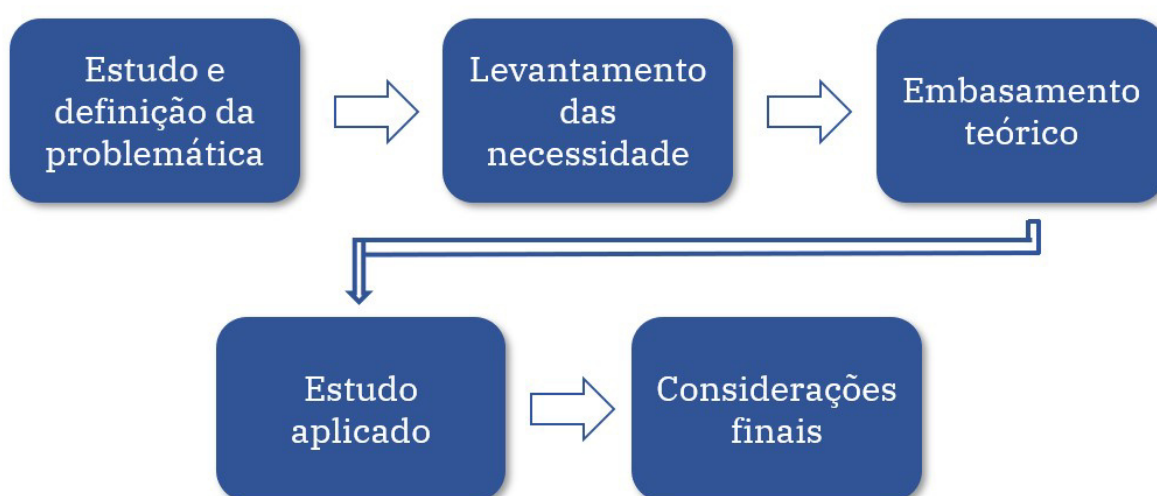 Estudo e
definição da
problemática
Levantamento
das
necessidade
Embasamento
teórico
Estudo
aplicado
Considerações
finais